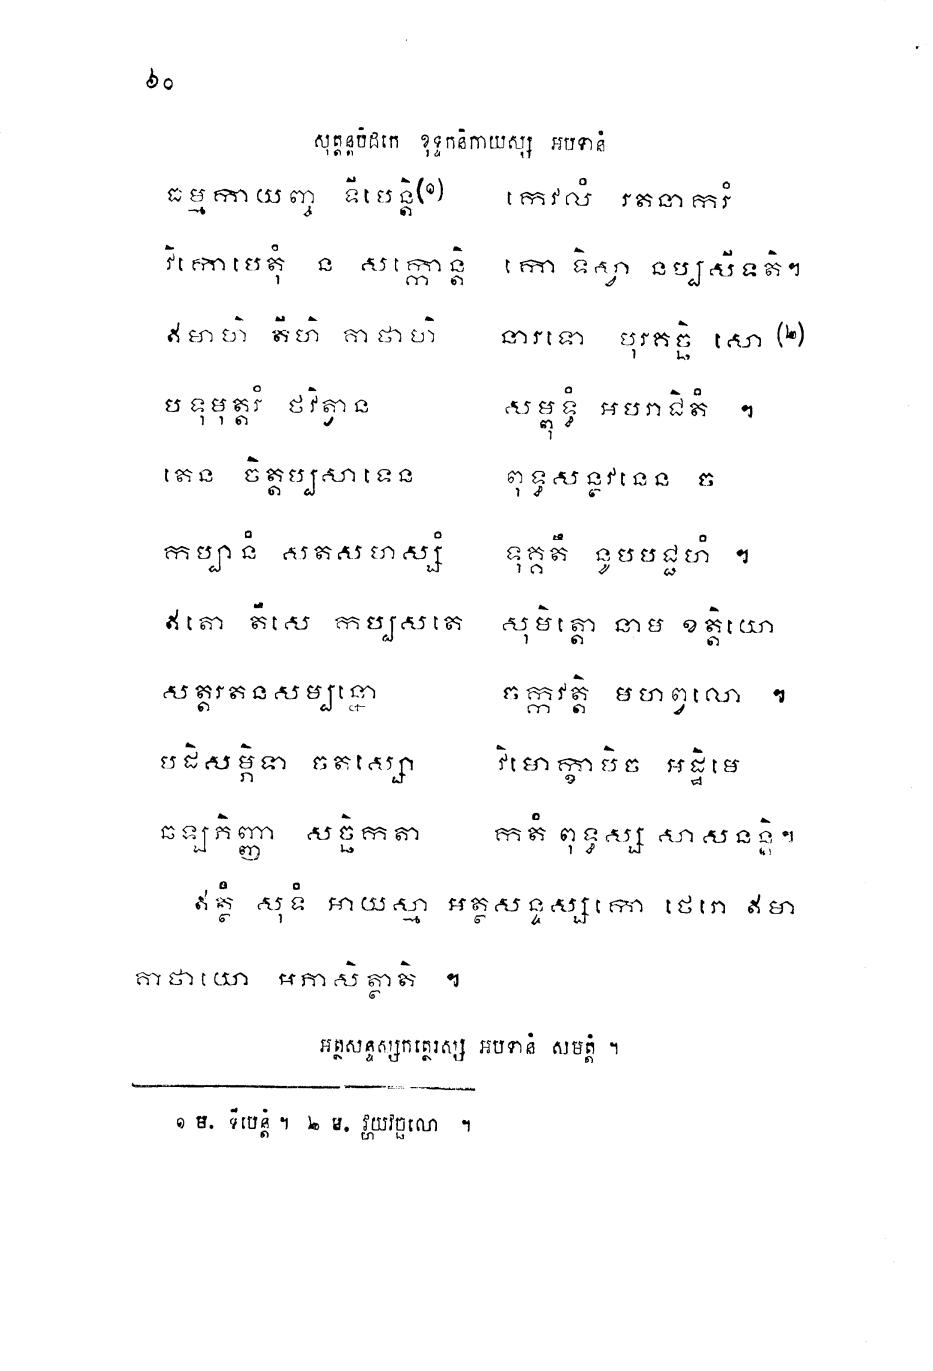 ៦០
សុត្តន្តបិដកេ ខុទ្ទកនិកាយស្ស អបទានំ
ធម្មកាយញ្ច ទីបេន្តិ(១) កេវលំ រតនាករំ
វិកោបេតុំ ន សក្កោន្តិ កោ ទិស្វា នប្បសីទតិ។
ឥមាហិ តីហិ គាថាហិ នារទោ បុរគច្ឆិ សោ (២)
បទុមុត្តរំ ថវិត្វាន សម្ពុទ្ធំ អបរាជិតំ ។
តេន ចិត្តប្បសាទេន ពុទ្ធសន្ថវនេន ច
កប្បានំ សតសហស្សំ ទុគ្គតឹ នូបបជ្ជហំ ។
ឥតោ តឹសេ កប្បសតេ សុមិត្តោ នាម ខត្តិយោ
សត្តរតនសម្បន្នោ ចក្កវត្តិ មហព្វលោ ។
បដិសម្ភិទា ចតស្សោ វិមោក្ខាបិច អដ្ឋិមេ
ឆឡភិញ្ញា សច្ឆិកតា កតំ ពុទ្ធស្ស សាសនន្តិ។
ឥត្ថំ សុទំ អាយស្មា អត្ថសន្ទស្សកោ ថេរោ ឥមា
គាថាយោ អភាសិត្ថាតិ ។
អត្ថសន្ទស្សកត្ថេរស្ស អបទានំ សមត្តំ ។
១ ម. ទីបេន្តំ ។ ២ ម. វ្ហយវច្ឆលោ ។